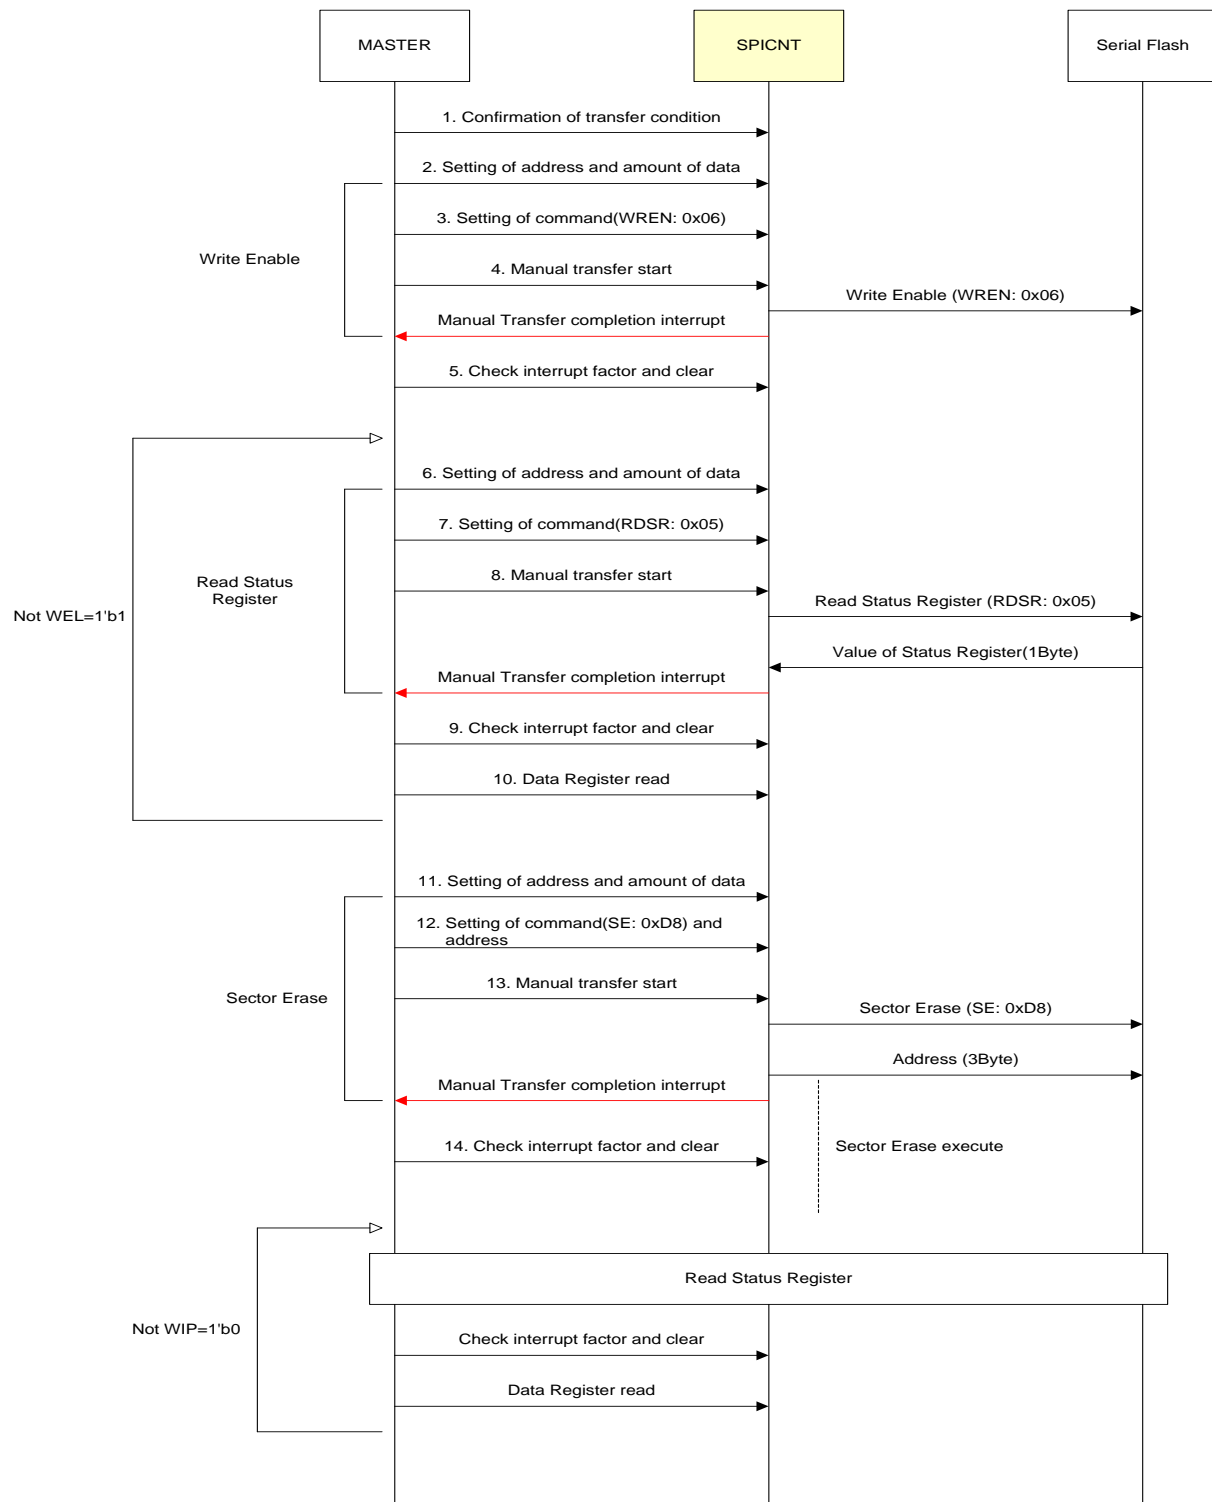 MASTER
SPICNT
Serial Flash
1. Confirmation of transfer condition
2. Setting of address and amount of data
3. Setting of command(WREN: 0x06)
Write Enable
4. Manual transfer start
Write Enable (WREN: 0x06)
Manual Transfer completion interrupt
5. Check interrupt factor and clear
6. Setting of address and amount of data
7. Setting of command(RDSR: 0x05)
8. Manual transfer start
Read Status
Register
Read Status Register (RDSR: 0x05)
Not WEL=1'b1
Value of Status Register(1Byte)
Manual Transfer completion interrupt
9. Check interrupt factor and clear
10. Data Register read
11. Setting of address and amount of data
12. Setting of command(SE: 0xD8) and
address
13. Manual transfer start
Sector Erase
Sector Erase (SE: 0xD8)
Address (3Byte)
Manual Transfer completion interrupt
14. Check interrupt factor and clear
Sector Erase execute
Read Status Register
Not WIP=1'b0
Check interrupt factor and clear
Data Register read